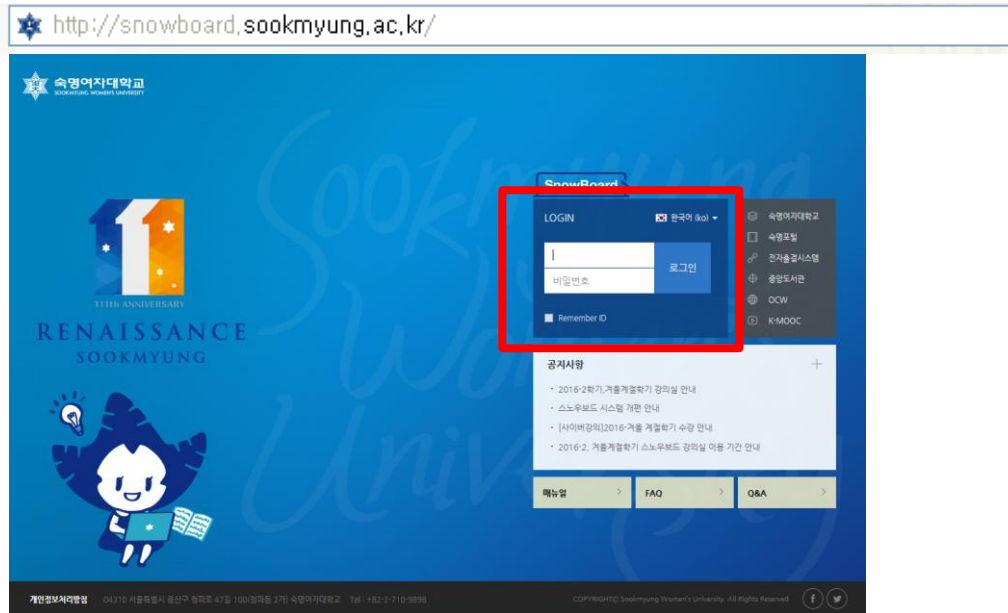 http://snowboard.sookmyung.ac.kr/
숙명여자대학교
SOOKMYUNG WOMEN'S UNIVERSITY
Sookmyung
Women's
University
111TH ANNIVERSARY
RENAISSANCE
SOOKMYUNG
SnowBoard
LOGIN
한국어 (ko)
비밀번호
로그인
Remember ID
숙명여자대학교
숙명포털
전자출결시스템
중앙도서관
OCW
K-MOOC
공지사항
+
· 2016-2학기,겨울계절학기 강의실 안내
· 스노우보드 시스템 개편 안내
· [사이버강의]2016-겨울 계절학기 수강 안내
· 2016-2, 겨울계절학기 스노우보드 강의실 이용 기간 안내
매뉴얼 >
FAQ >
Q&A >
개인정보처리방침 04310 서울특별시 용산구 청파로 47길 100(청파동 2가) 숙명여자대학교 Tel : +82-2-710-9898
COPYRIGHT© Sookmyung Women's University. All Rights Reserved